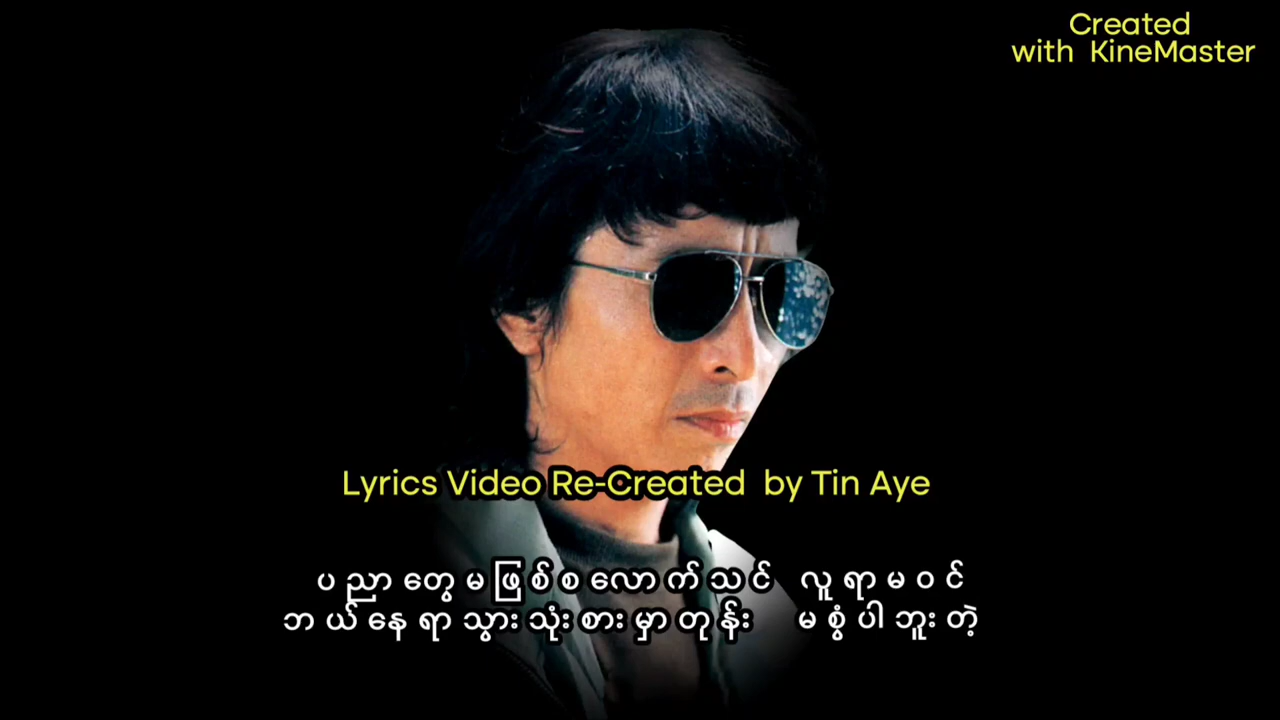 Created
with KineMaster
Lyrics Video Re-Created by Tin Aye
ပညာတွေမဖြစ်စလောက်သင် လူရာမဝင်
ဘယ်နေရာသွားသုံးစားမှာတုန်း မစွံပါဘူးတဲ့